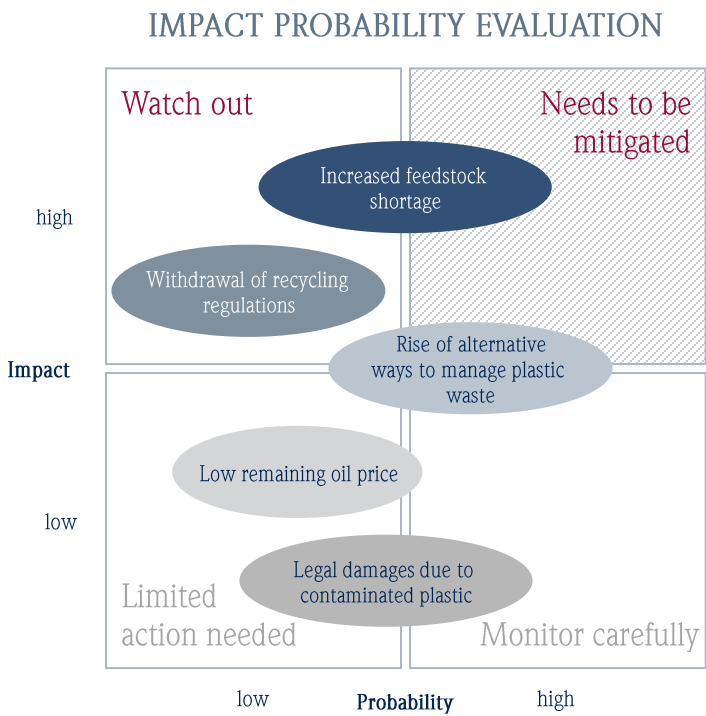 IMPACT PROBABILITY EVALUATION
Watch out
Needs to be
mitigated
Increased feedstock
shortage
high
Withdrawal of recycling
regulations
Rise of alternative
ways to manage plastic
waste
Impact
Low remaining oil price
low
Legal damages due to
contaminated plastic
Limited
action needed
Monitor carefully
low
Probability
high